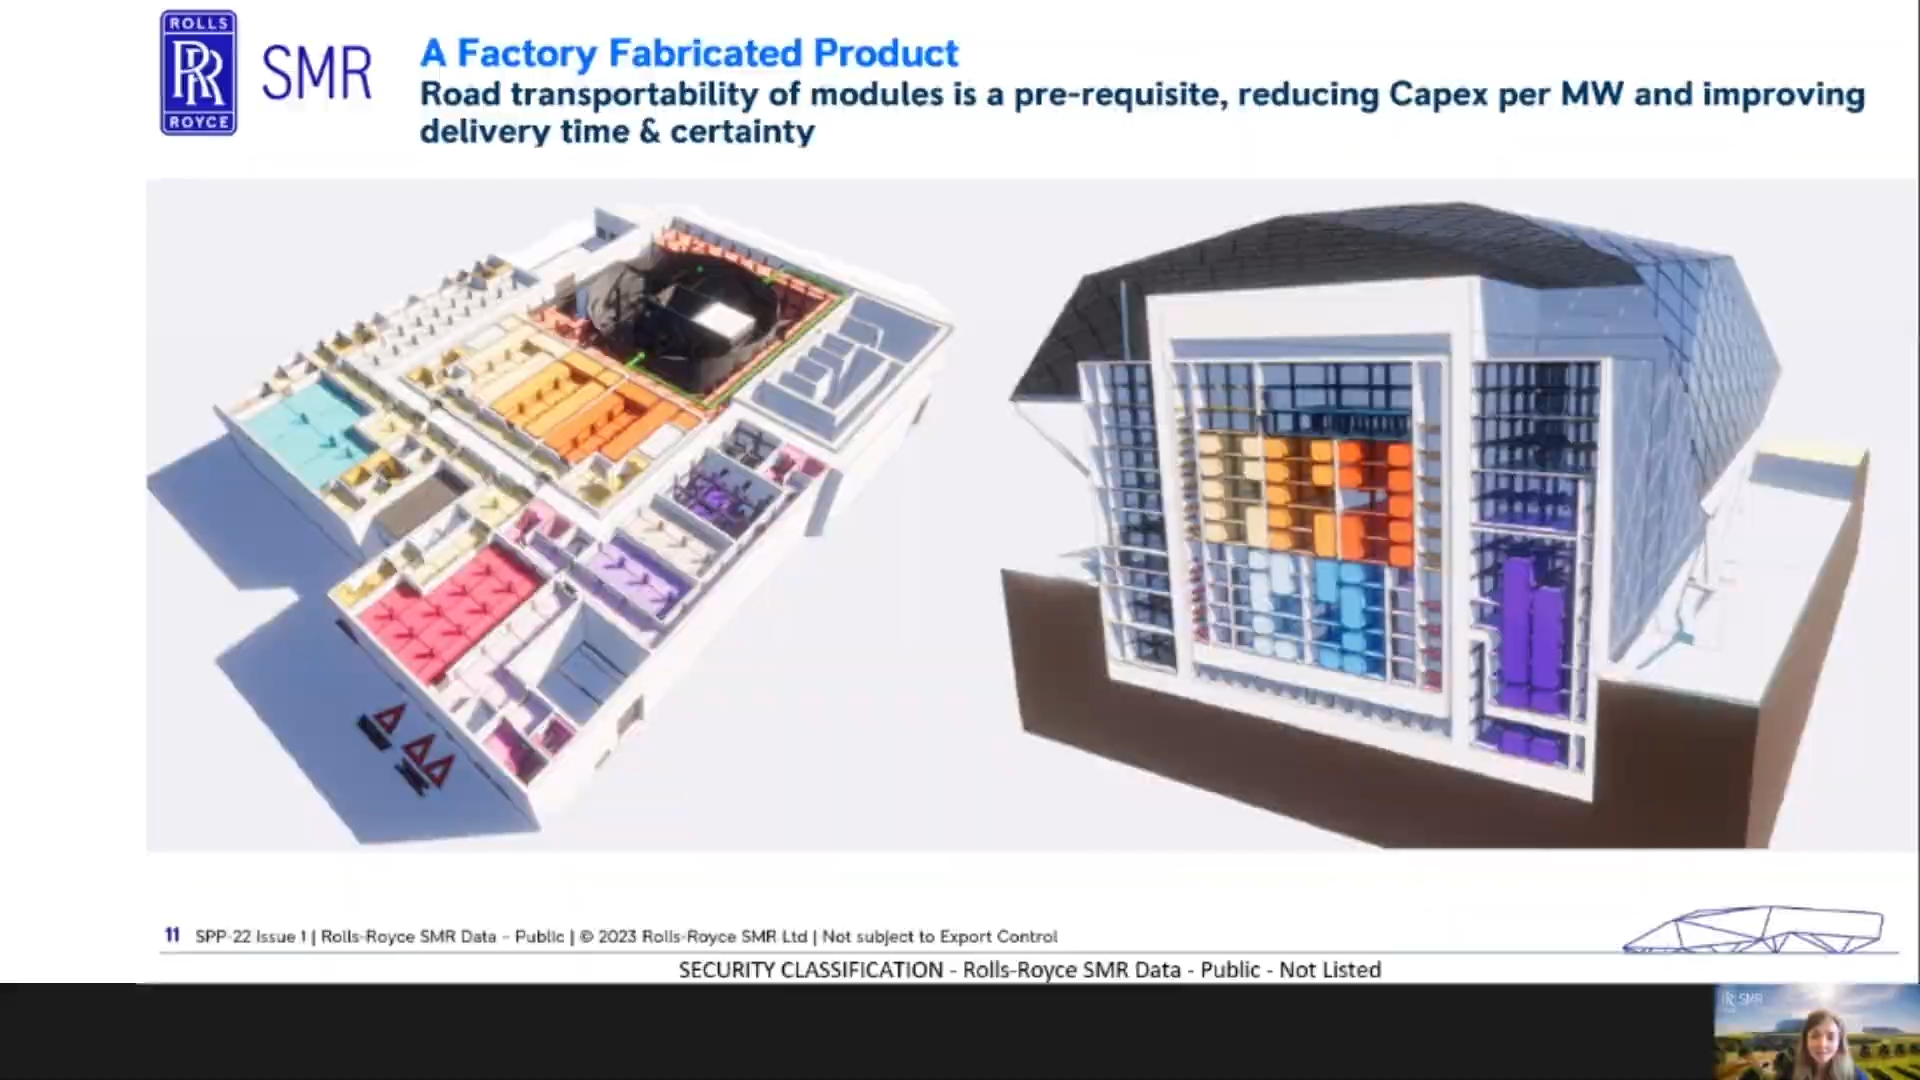 ROLLS
RR
ROYCE
SMR
A Factory Fabricated Product
Road transportability of modules is a pre-requisite, reducing Capex per MW and improving
delivery time & certainty
11 SPP-22 Issue 1 | Rolls-Royce SMR Data - Public | © 2023 Rolls-Royce SMR Ltd | Not subject to Export Control
SECURITY CLASSIFICATION - Rolls-Royce SMR Data - Public - Not Listed
SMR